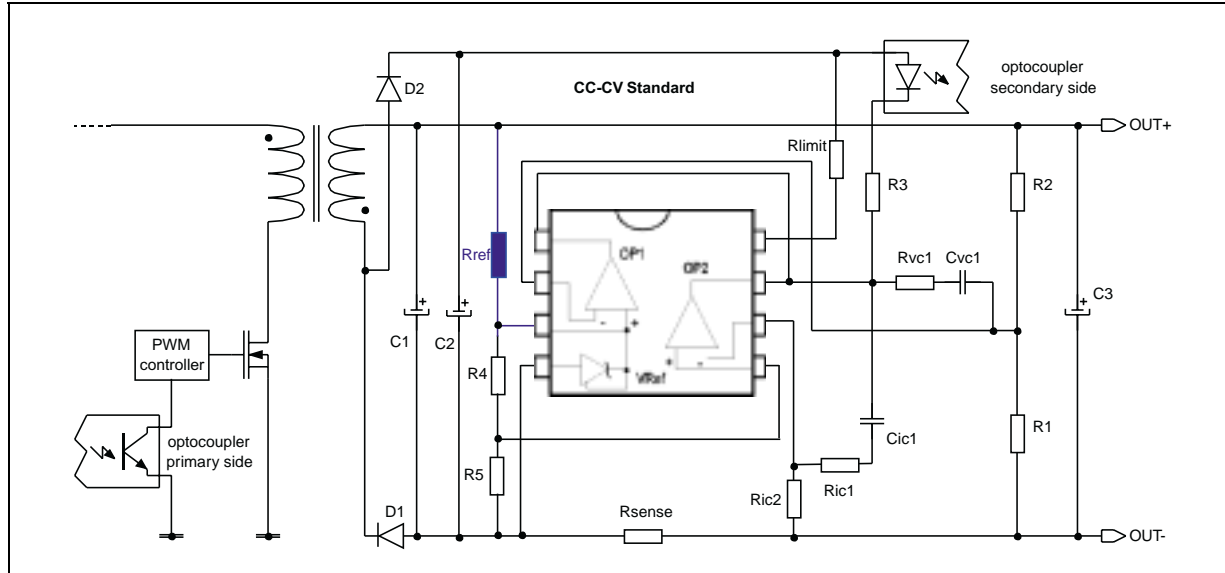 optocoupler
secondary side
D2
CC-CV Standard
OUT+
Rlimit
R3
R2
Rref
OP1
OP2
Rvc1
Cvc1
C3
+
+
+
C1
C2
PWM
controller
-
+
+
-
VRef
R4
R1
optocoupler
primary side
Cic1
R5
Ric1
Ric2
D1
Rsense
OUT-